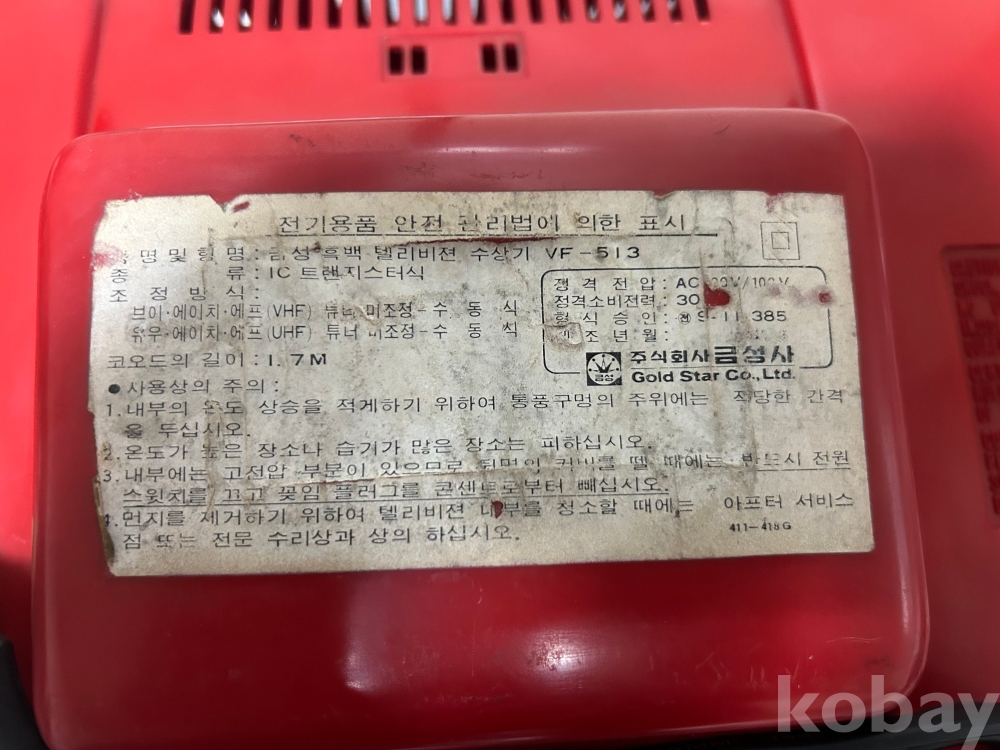 전기용품 안전 관리법에 의한 표시
명 및 형 명 : 금성 흑백 텔리비젼 수상기 VF-513
종 류 : IC 트랜지스터식
조 정 방 식 :
브이·에이치·에프(VHF) 튜너 미조정-수 동 식
유우·에이치·에프(UHF) 튜너 미조정-수 동 식
코오드의 길이 : 1.7M
정격전압 : AC /100V
정격소비전력 : 30
형 식 승 인 : 385
조 년 월 :
금성
주식회사 금성사
Gold Star Co., Ltd.
● 사용상의 주의 :
1. 내부의 온도 상승을 적게하기 위하여 통풍구멍의 주위에는 적당한 간격
을 두십시오.
2. 온도가 높은 장소나 습기가 많은 장소는 피하십시오.
3. 내부에는 고전압 부분이 있으므로 뒷면의 커버를 뗄 때에는 반드시 전원
스윗치를 끄고 꽂임 플러그를 콘센트로부터 빼십시오.
4. 먼지를 제거하기 위하여 텔리비젼 내부를 청소할 때에는 아프터 서비스
점 또는 전문 수리상과 상의 하십시오.
411-418G
kobay